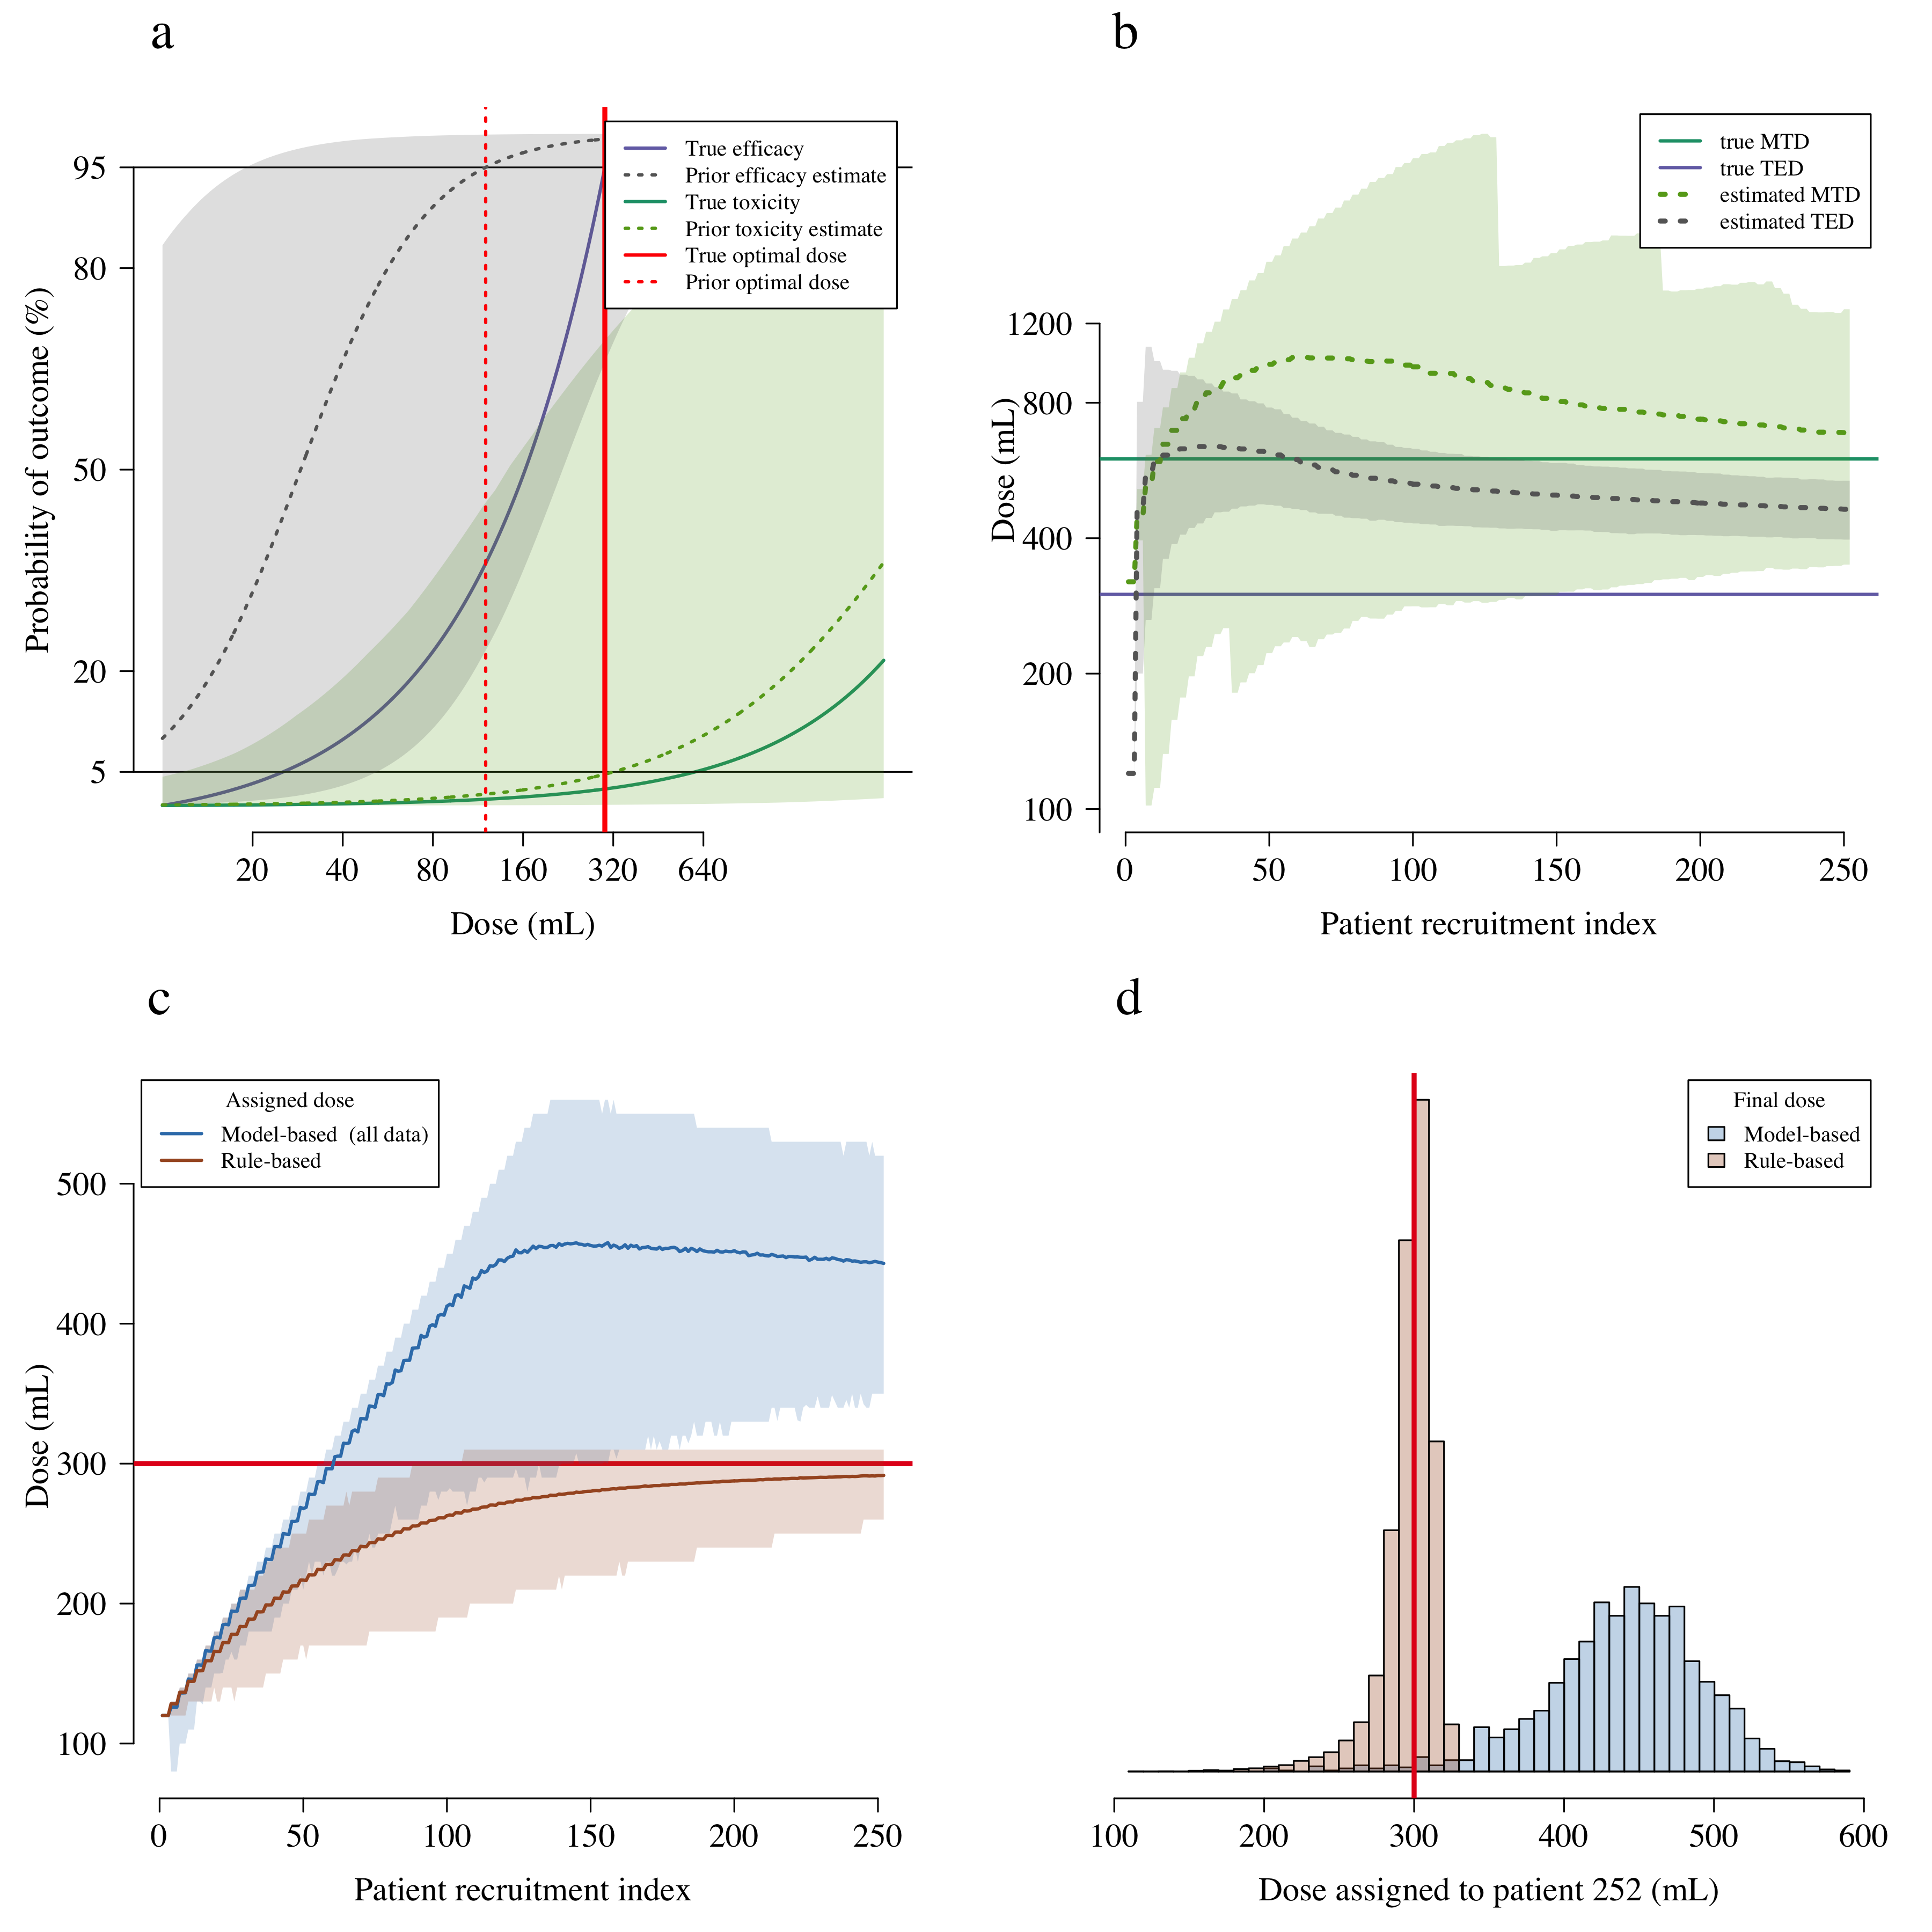 a
Probability of outcome (%)
95
80
50
20
5
True efficacy
Prior efficacy estimate
True toxicity
Prior toxicity estimate
True optimal dose
Prior optimal dose
20 40 80 160 320 640
Dose (mL)
b
Dose (mL)
1200
800
400
200
100
true MTD
true TED
estimated MTD
estimated TED
0 50 100 150 200 250
Patient recruitment index
c
Dose (mL)
500
400
300
200
100
Assigned dose
Model-based (all data)
Rule-based
0 50 100 150 200 250
Patient recruitment index
d
Final dose
Model-based
Rule-based
100 200 300 400 500 600
Dose assigned to patient 252 (mL)